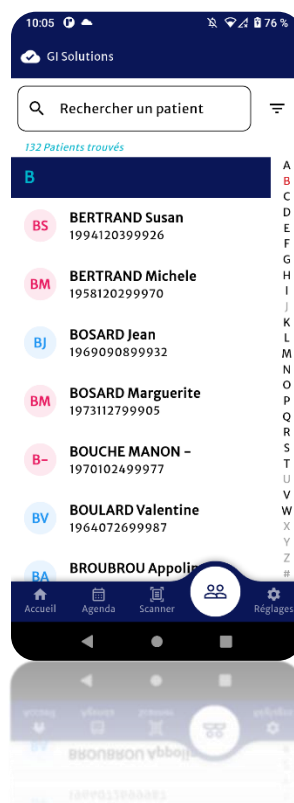 10:05 76 %
GI Solutions
Rechercher un patient
132 Patients trouvés
B
BS BERTRAND Susan
1994120399926
BM BERTRAND Michele
1958120299970
BJ BOSARD Jean
1969090899932
BM BOSARD Marguerite
1973112799905
B- BOUCHE MANON -
1970102499977
BV BOULARD Valentine
1964072699987
BA BROUBROU Appolin
A
B
C
D
E
F
G
H
I
J
K
L
M
N
O
P
Q
R
S
T
U
V
W
X
Y
Z
#
Accueil Agenda Scanner Réglages